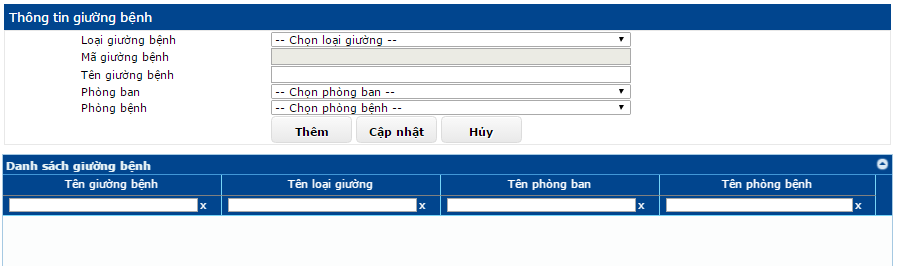 Thông tin giường bệnh
Loại giường bệnh -- Chọn loại giường --
Mã giường bệnh
Tên giường bệnh
Phòng ban -- Chọn phòng ban --
Phòng bệnh -- Chọn phòng bệnh --
Thêm Cập nhật Hủy
Danh sách giường bệnh
Tên giường bệnh Tên loại giường Tên phòng ban Tên phòng bệnh
x x x x